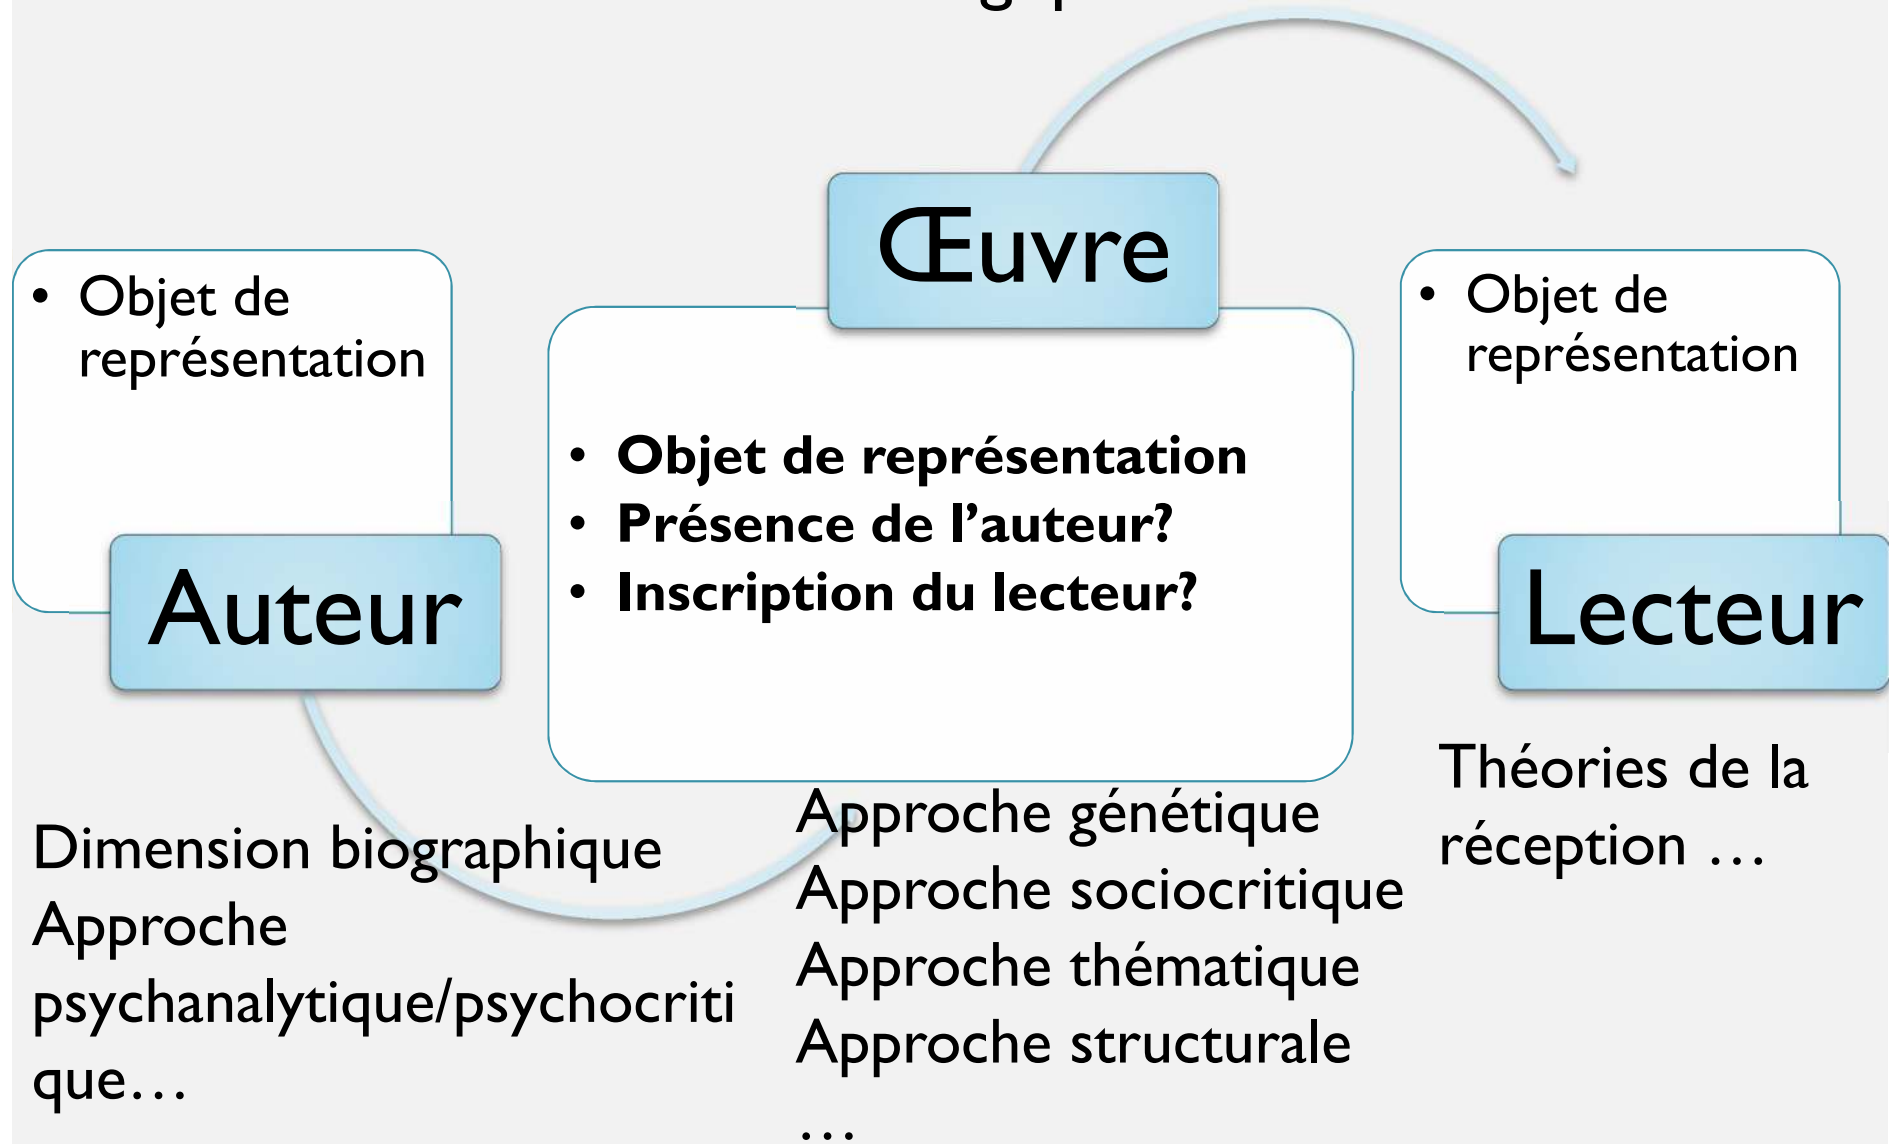 Œuvre
• Objet de
représentation
• Objet de
représentation
• Objet de représentation
• Présence de l’auteur?
• Inscription du lecteur?
Auteur
Lecteur
Dimension biographique
Approche
psychanalytique/psychocriti
que…
Approche génétique
Approche sociocritique
Approche thématique
Approche structurale
…
Théories de la
réception …